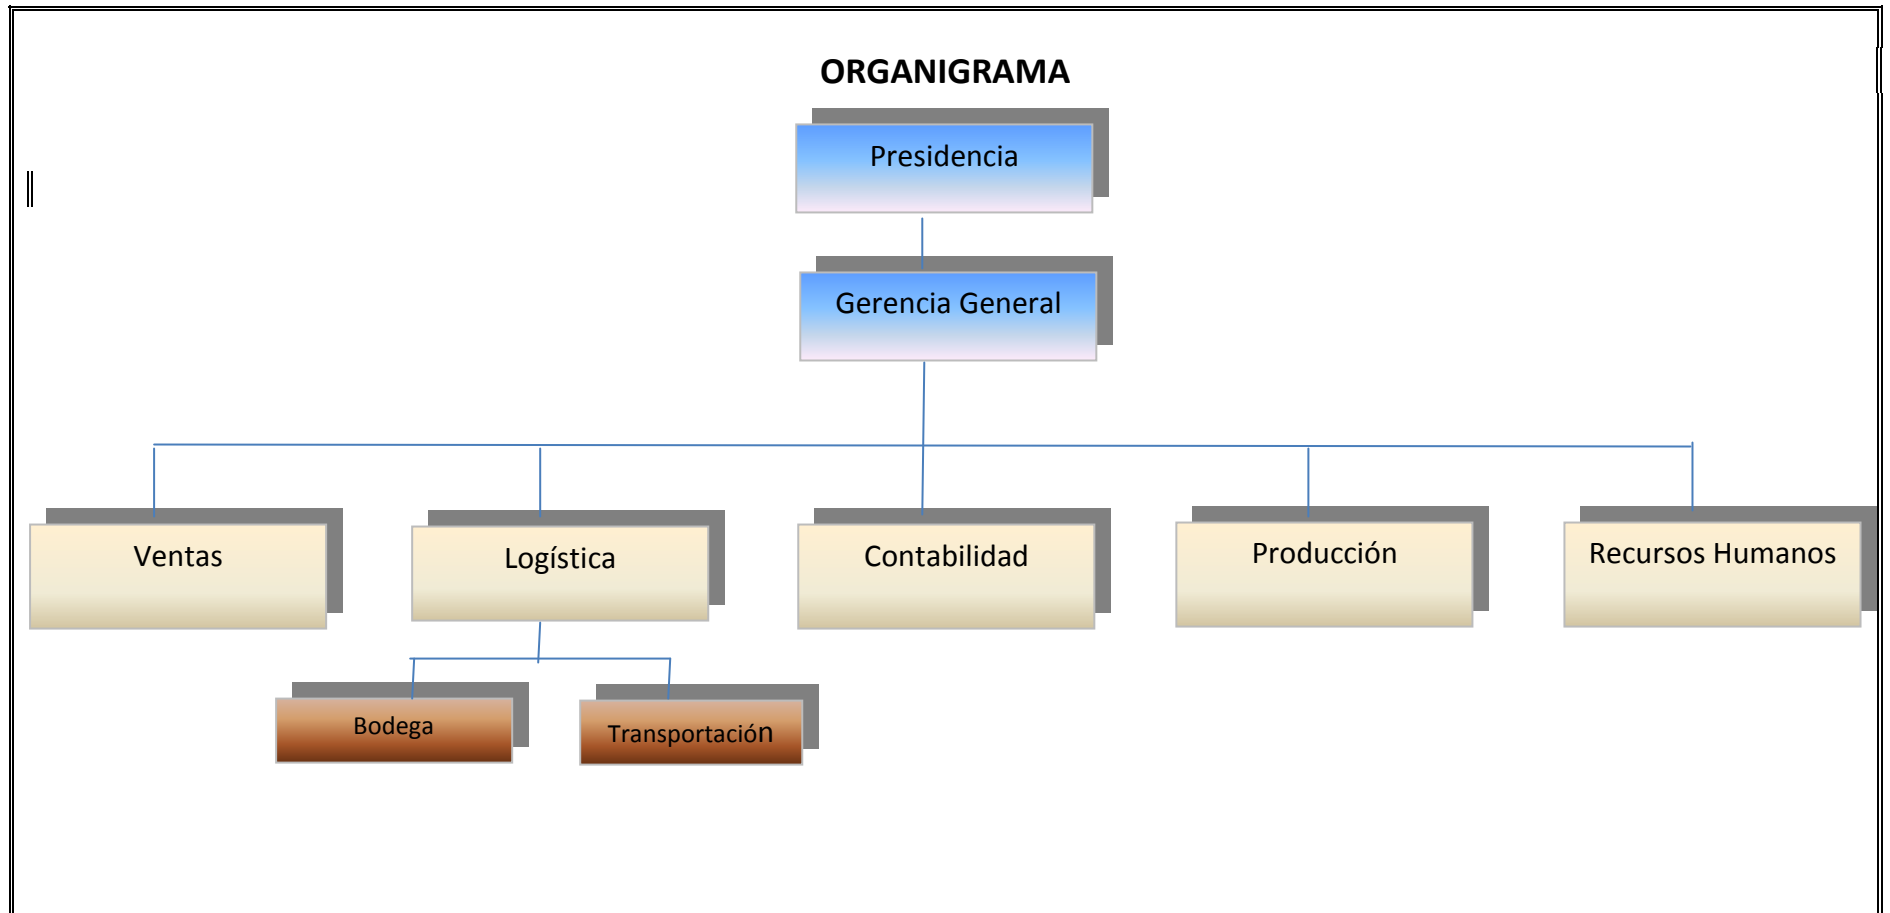 ORGANIGRAMA
Presidencia
Gerencia General
Ventas
Logística
Contabilidad
Producción
Recursos Humanos
Bodega
Transportación